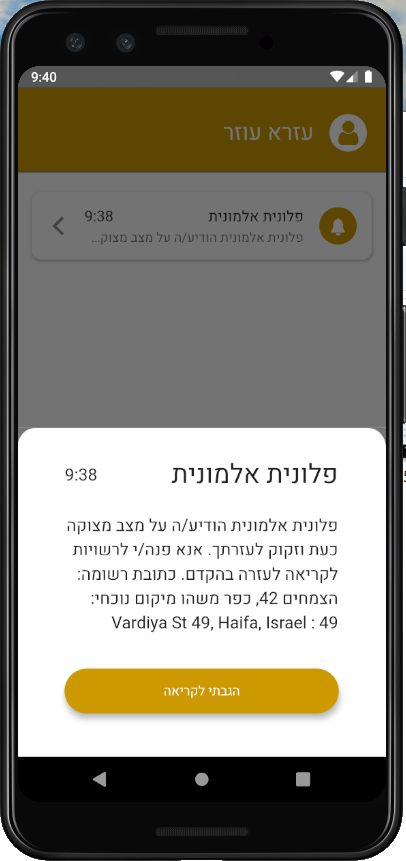 9:40
עזרא עוזר
פלונית אלמונית 9:38
פלונית אלמונית הודיע/ה על מצב מצוק...
פלונית אלמונית 9:38
פלונית אלמונית הודיע/ה על מצב מצוקה
כעת וזקוק לעזרתך. אנא פנה/י לרשויות
לקריאה לעזרה בהקדם. כתובת רשומה:
הצמחים 42, כפר משהו מיקום נוכחי:
Vardiya St 49, Haifa, Israel : 49
הגבתי לקריאה